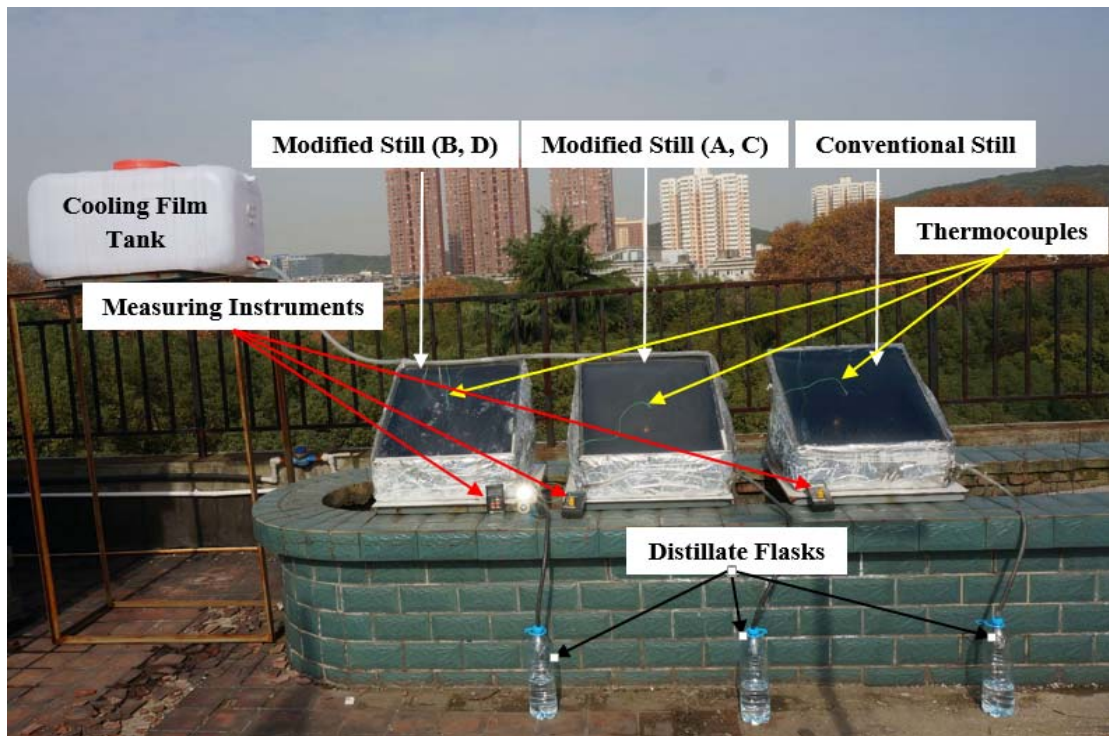 Modified Still (B, D)
Modified Still (A, C)
Conventional Still
Cooling Film
Tank
Thermocouples
Measuring Instruments
Distillate Flasks